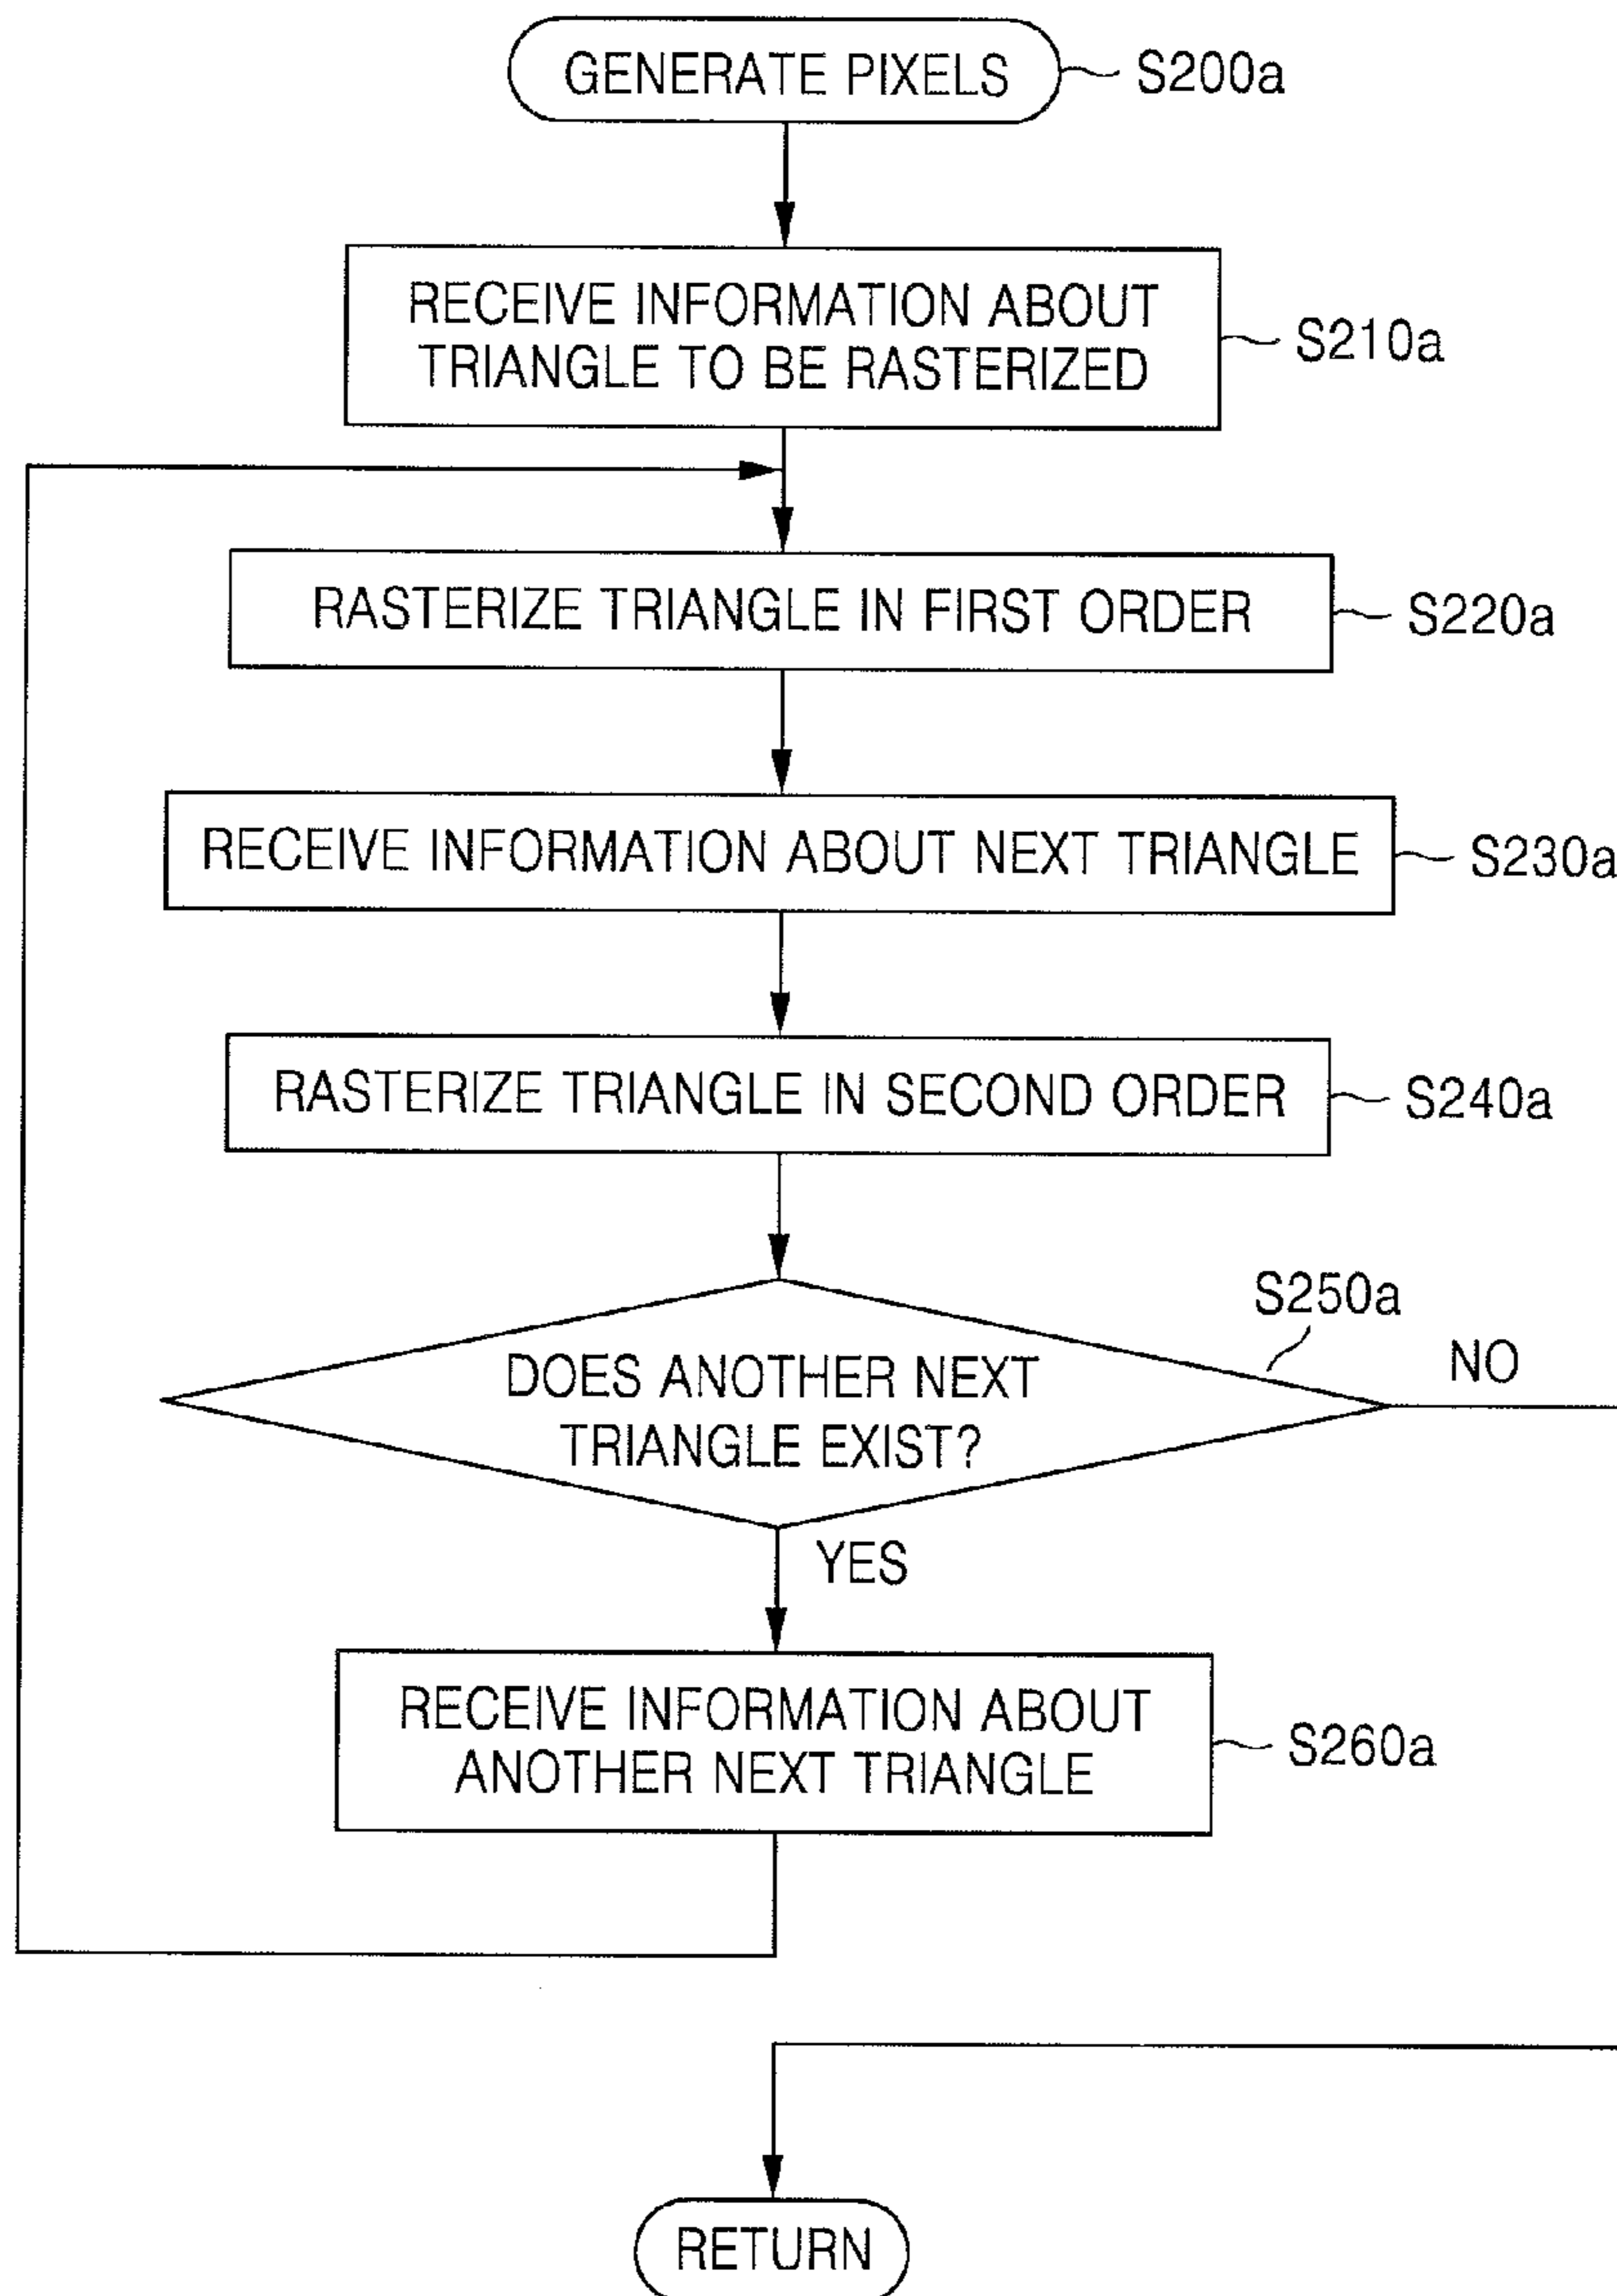 GENERATE PIXELS
S200a
RECEIVE INFORMATION ABOUT
TRIANGLE TO BE RASTERIZED
S210a
RASTERIZE TRIANGLE IN FIRST ORDER
S220a
RECEIVE INFORMATION ABOUT NEXT TRIANGLE
S230a
RASTERIZE TRIANGLE IN SECOND ORDER
S240a
S250a
DOES ANOTHER NEXT
TRIANGLE EXIST?
NO
YES
RECEIVE INFORMATION ABOUT
ANOTHER NEXT TRIANGLE
S260a
RETURN